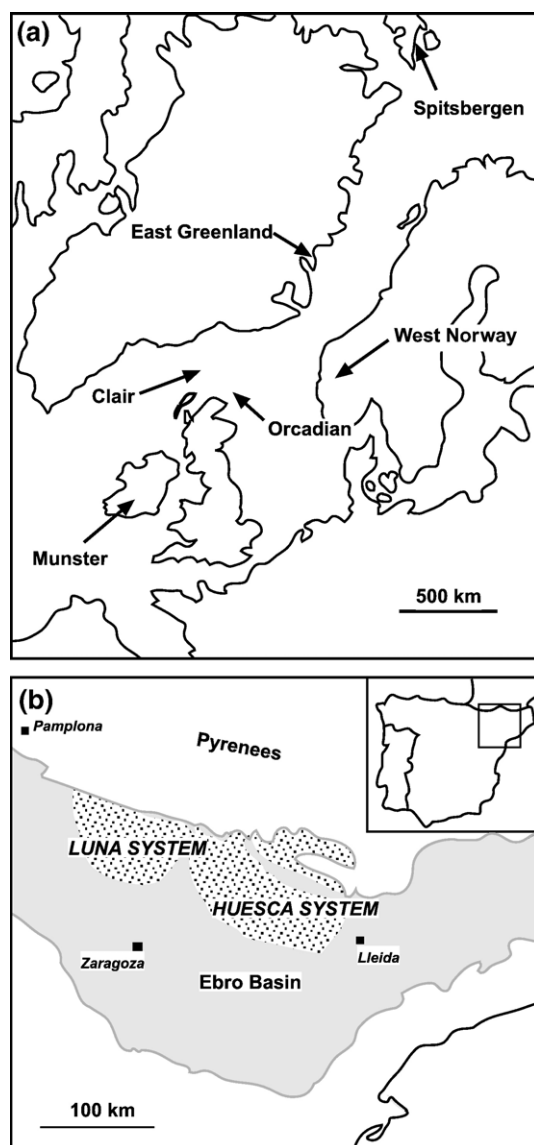 (a)
Spitsbergen
East Greenland
West Norway
Clair
Orcadian
Munster
500 km
(b)
Pamplona
Pyrenees
LUNA SYSTEM
HUESCA SYSTEM
Zaragoza
Lleida
Ebro Basin
100 km